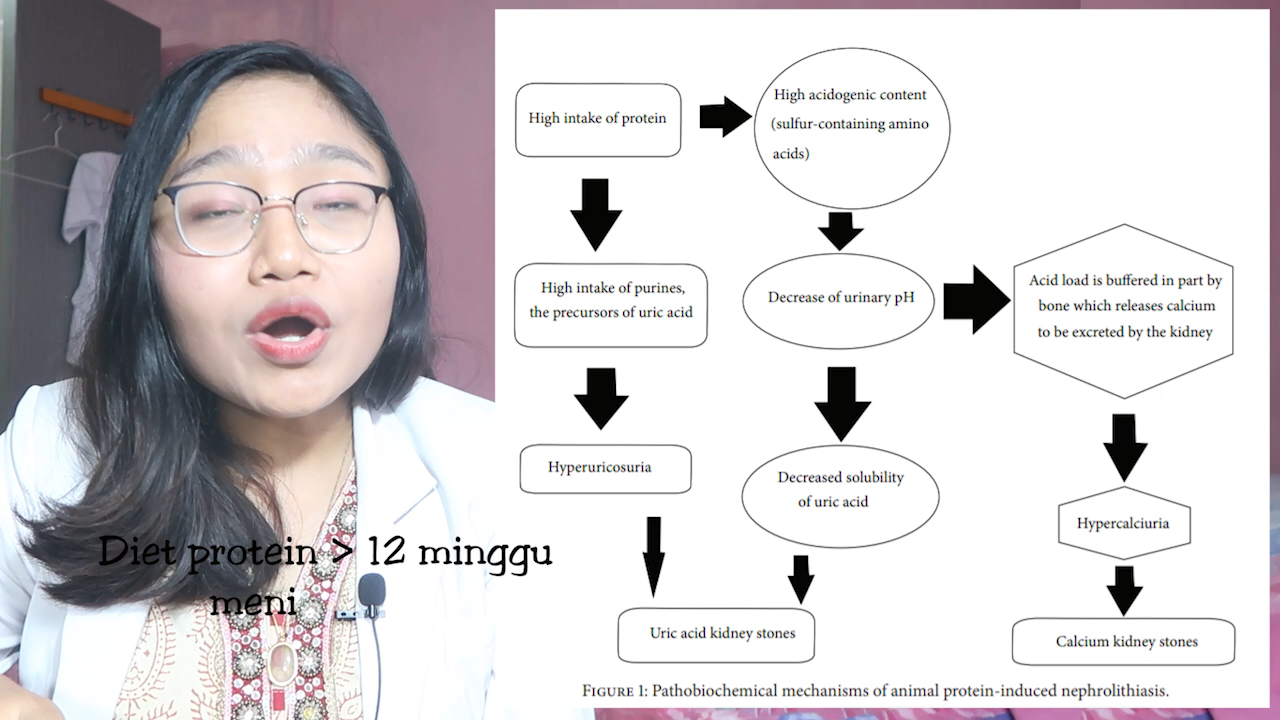 High intake of protein
High acidogenic content
(sulfur-containing amino
acids)
High intake of purines,
the precursors of uric acid
Decrease of urinary pH
Acid load is buffered in part by
bone which releases calcium
to be excreted by the kidney
Hyperuricosuria
Decreased solubility
of uric acid
Hypercalciuria
Uric acid kidney stones
Calcium kidney stones
FIGURE 1: Pathobiochemical mechanisms of animal protein-induced nephrolithiasis.
Diet protein > 12 minggu
meni